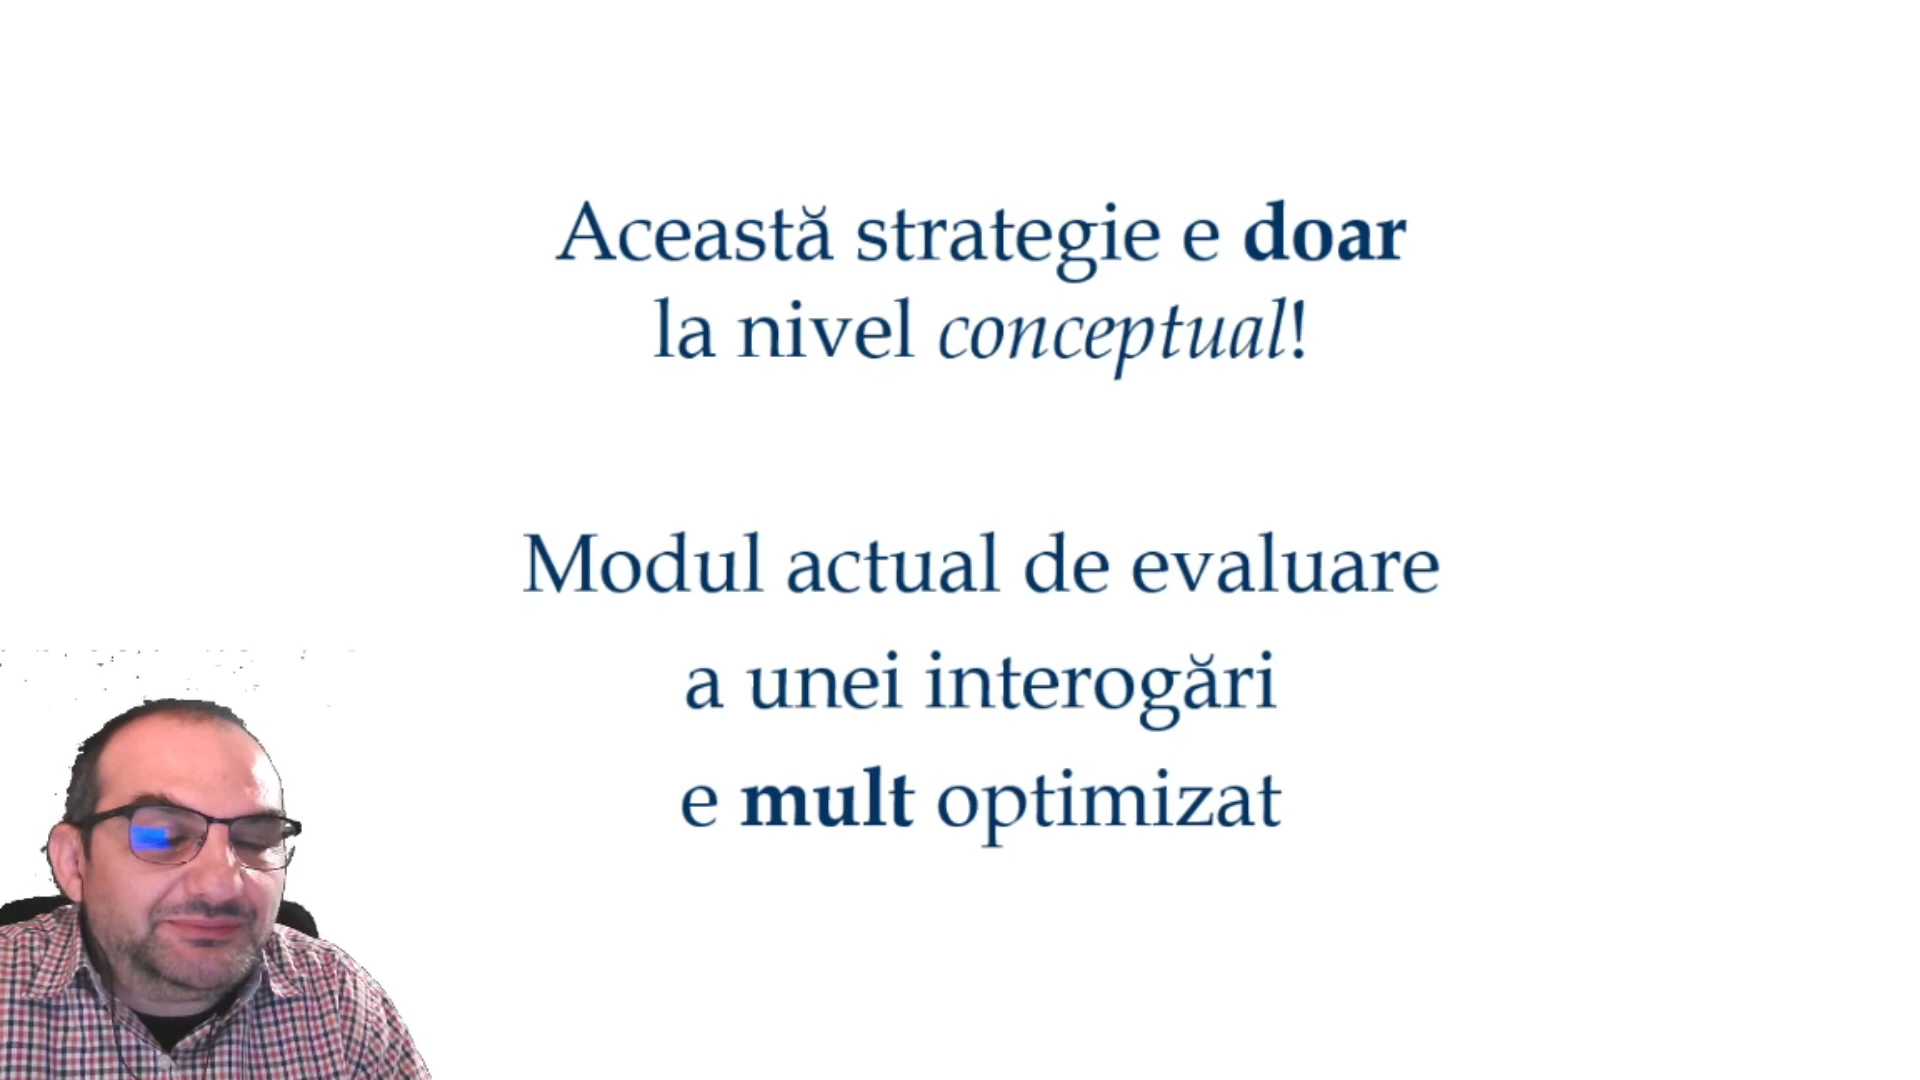 Această strategie e doar
la nivel conceptual!
Modul actual de evaluare
a unei interogări
e mult optimizat